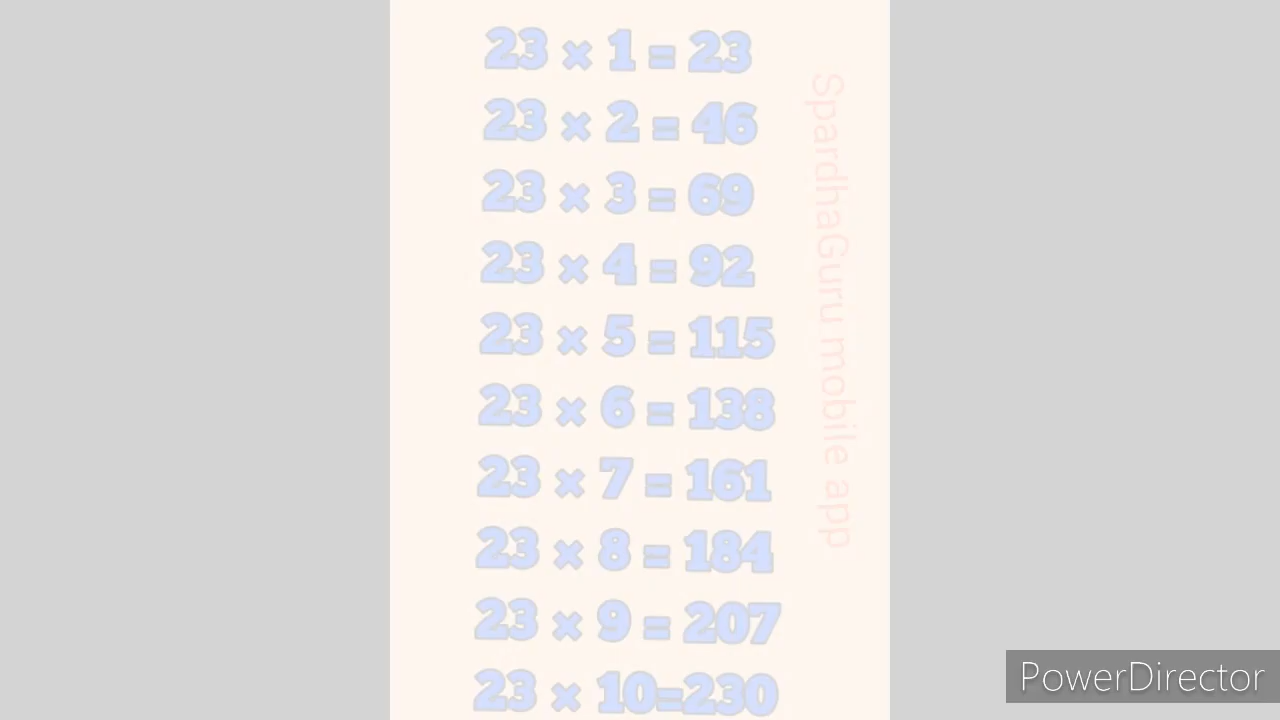 23 × 1 = 23
23 × 2 = 46
23 × 3 = 69
23 × 4 = 92
23 × 5 = 115
23 × 6 = 138
23 × 7 = 161
23 × 8 = 184
23 × 9 = 207
23 × 10=230
SpardhaGuru mobile app
PowerDirector